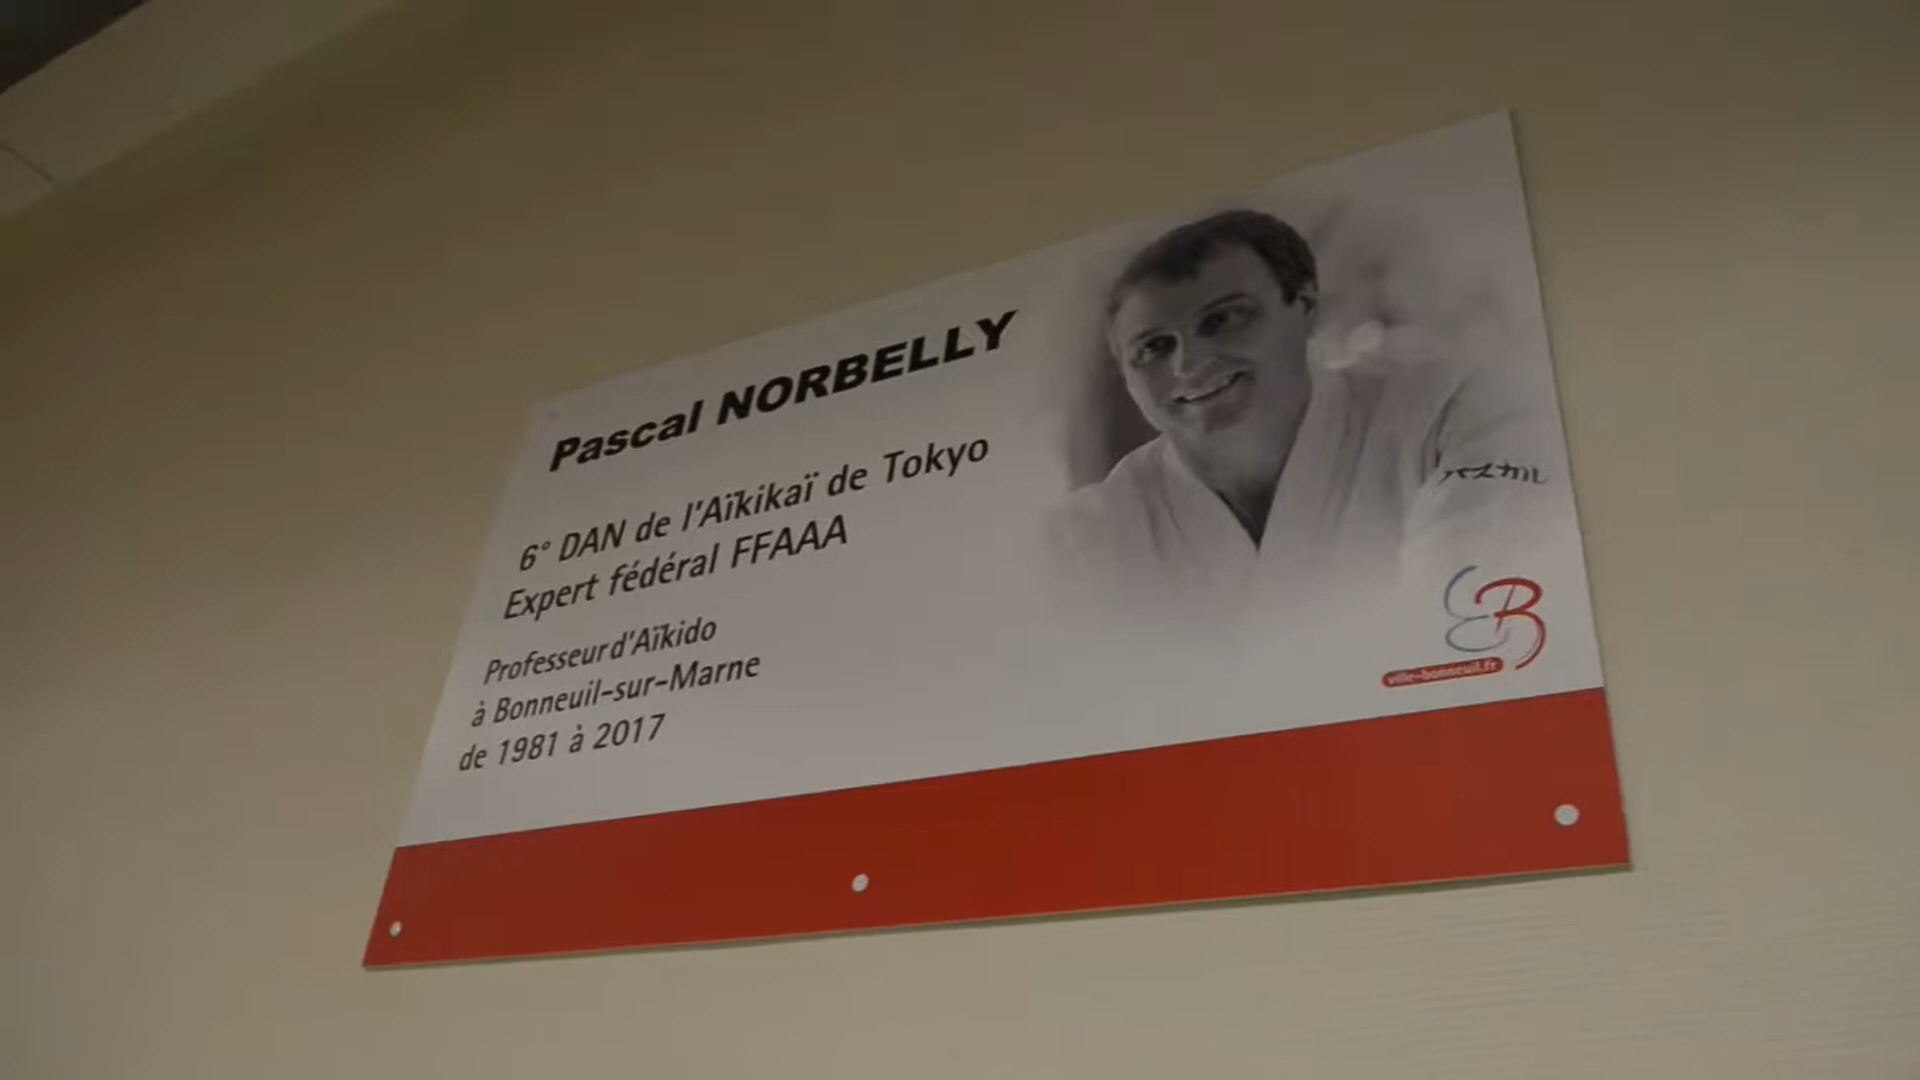 Pascal NORBELLY
6° DAN de l'Aïkikaï de Tokyo
Expert fédéral FFAAA
Professeur d'Aïkido
à Bonneuil-sur-Marne
de 1981 à 2017
パスカル
ville-bonneuil.fr